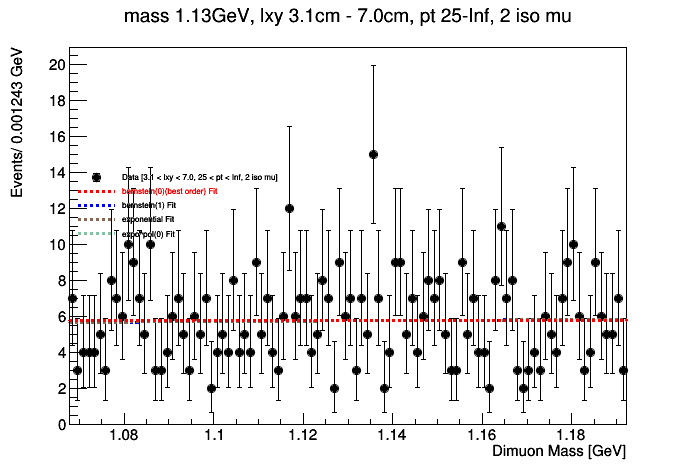 mass 1.13GeV, lxy 3.1cm - 7.0cm, pt 25-Inf, 2 iso mu
Events/ 0.001243 GeV
20
18
16
14
12
10
8
6
4
2
0
Data [3.1 < lxy < 7.0, 25 < pt < Inf, 2 iso mu]
bernstein(0)(best order) Fit
bernstein(1) Fit
exponential Fit
expo*pol(0) Fit
1.08
1.1
1.12
1.14
1.16
1.18
Dimuon Mass [GeV]